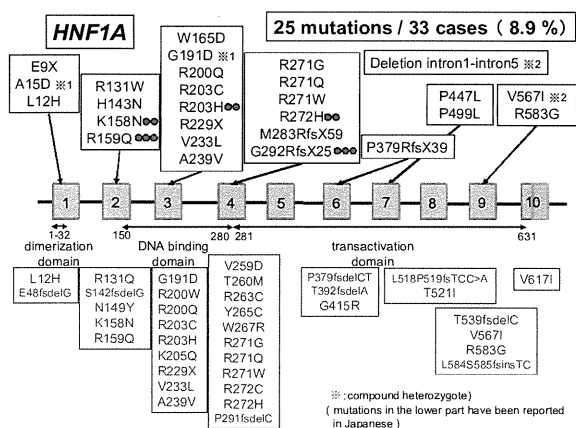 HNF1A
25 mutations / 33 cases ( 8.9 %)
E9X
A15D ※1
L12H
R131W
H143N
K158N
R159Q
W165D
G191D ※1
R200Q
R203C
R203H
R229X
V233L
A239V
R271G
R271Q
R271W
R272H
M283RfsX59
G292RfsX25
Deletion intron1-intron5 ※2
P379RfsX39
P447L
P499L
V567I ※2
R583G
1 2 3 4 5 6 7 8 9 10
1-32 150 280 281 631
dimerization domain
DNA binding domain
transactivation domain
L12H
E48fsdelG
R131Q
S142fsdelG
N149Y
K158N
R159Q
G191D
R200W
R200Q
R203C
R203H
K205Q
R229X
V233L
A239V
V259D
T260M
R263C
Y265C
W267R
R271G
R271Q
R271W
R272C
R272H
P291fsdelC
P379fsdelCT
T392fsdelA
G415R
L518P519fsTCC>A
T521I
T539fsdelC
V567I
R583G
L584S585fsinsTC
V617I
※:compound heterozygote)
( mutations in the lower part have been reported
in Japanese )